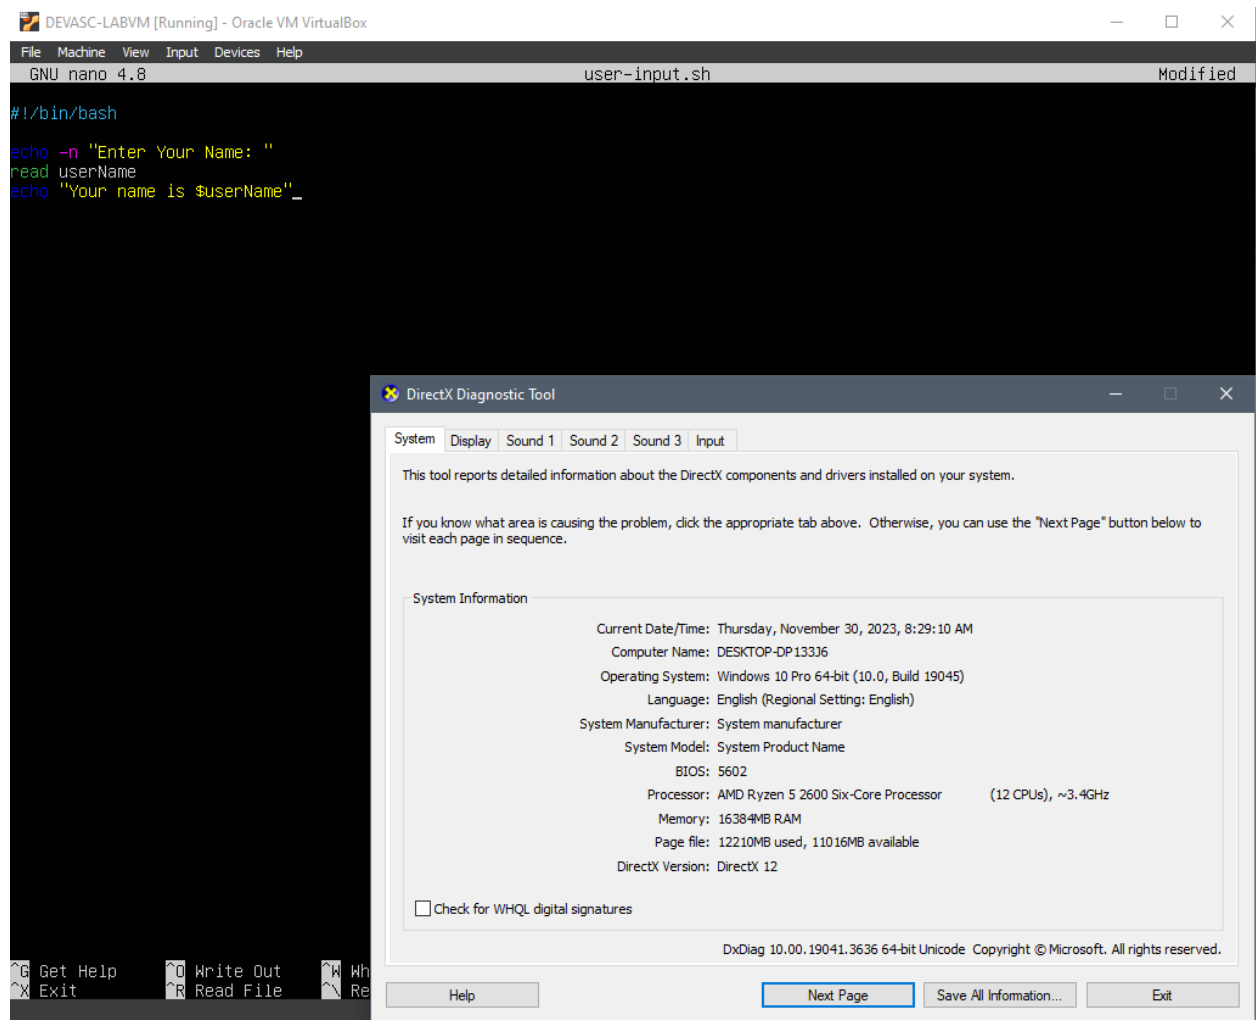 DEVASC-LABVM [Running] - Oracle VM VirtualBox
File Machine View Input Devices Help
GNU nano 4.8 user-input.sh Modified
#!/bin/bash
echo -n "Enter Your Name: "
read userName
echo "Your name is $userName"_
DirectX Diagnostic Tool
System Display Sound 1 Sound 2 Sound 3 Input
This tool reports detailed information about the DirectX components and drivers installed on your system.
If you know what area is causing the problem, click the appropriate tab above. Otherwise, you can use the "Next Page" button below to
visit each page in sequence.
System Information
Current Date/Time: Thursday, November 30, 2023, 8:29:10 AM
Computer Name: DESKTOP-DP133J6
Operating System: Windows 10 Pro 64-bit (10.0, Build 19045)
Language: English (Regional Setting: English)
System Manufacturer: System manufacturer
System Model: System Product Name
BIOS: 5602
Processor: AMD Ryzen 5 2600 Six-Core Processor (12 CPUs), ~3.4GHz
Memory: 16384MB RAM
Page file: 12210MB used, 11016MB available
DirectX Version: DirectX 12
Check for WHQL digital signatures
DxDiag 10.00.19041.3636 64-bit Unicode Copyright © Microsoft. All rights reserved.
^G Get Help ^O Write Out ^W Wh
^X Exit ^R Read File ^\ Re
Help Next Page Save All Information... Exit